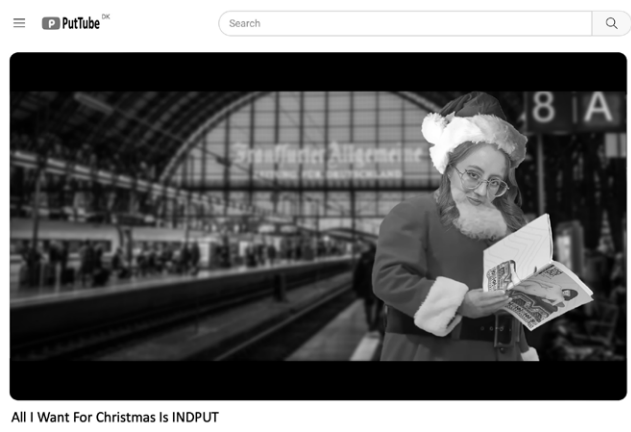 PutTube DK
Search
Frankfurter Allgemeine
ZEITUNG FÜR DEUTSCHLAND
8 A
All I Want For Christmas Is INDPUT